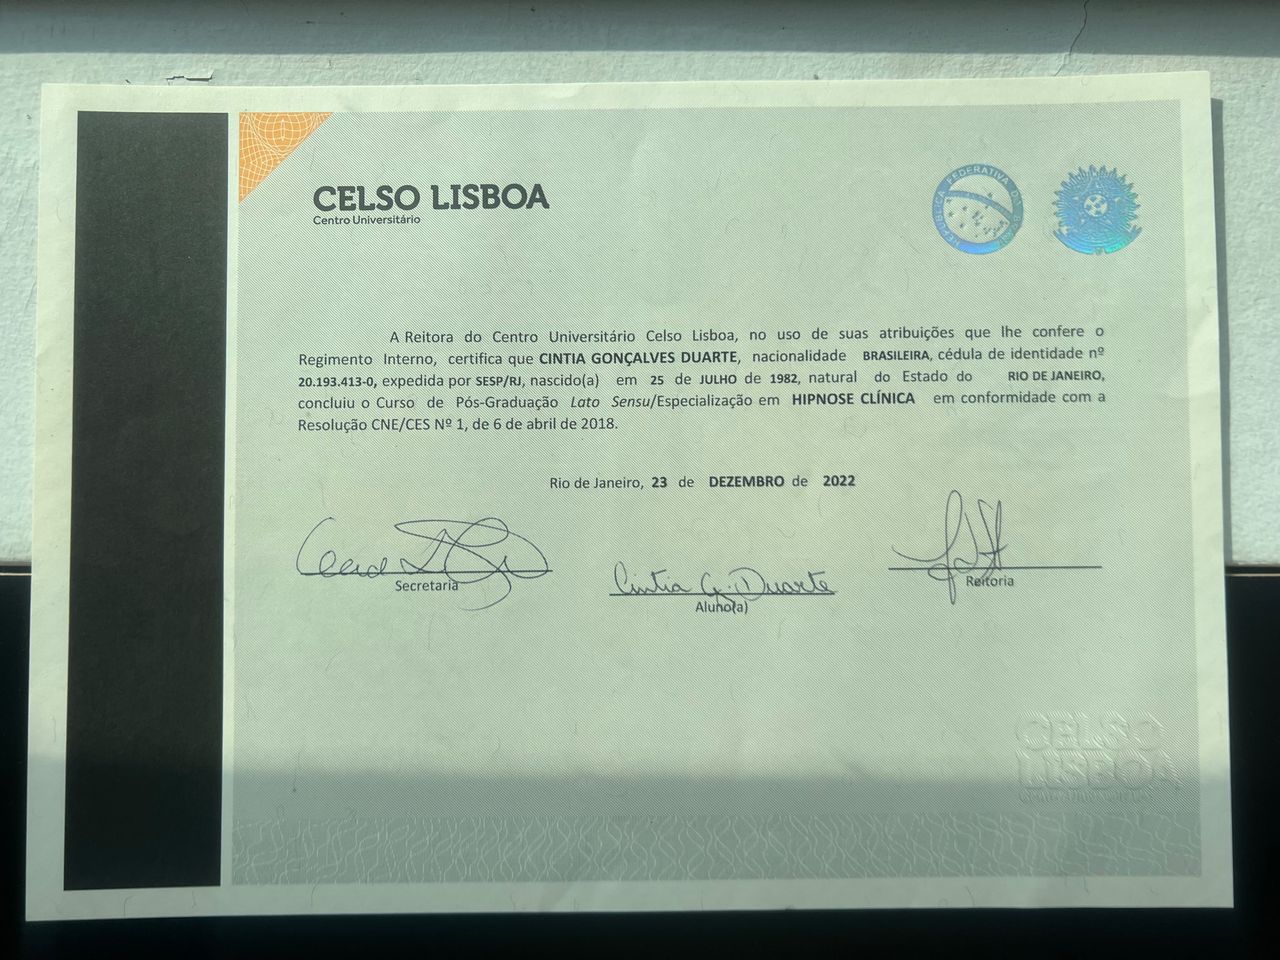 CELSO LISBOA
Centro Universitário
REPÚBLICA FEDERATIVA DO BRASIL
A Reitora do Centro Universitário Celso Lisboa, no uso de suas atribuições que lhe confere o
Regimento Interno, certifica que CINTIA GONÇALVES DUARTE, nacionalidade BRASILEIRA, cédula de identidade nº
20.193.413-0, expedida por SESP/RJ, nascido(a) em 25 de JULHO de 1982, natural do Estado do RIO DE JANEIRO,
concluiu o Curso de Pós-Graduação Lato Sensu/Especialização em HIPNOSE CLÍNICA em conformidade com a
Resolução CNE/CES Nº 1, de 6 de abril de 2018.
Rio de Janeiro, 23 de DEZEMBRO de 2022
Secretaria
Cintia G. Duarte
Aluno(a)
Reitoria
CELSO
LISBOA